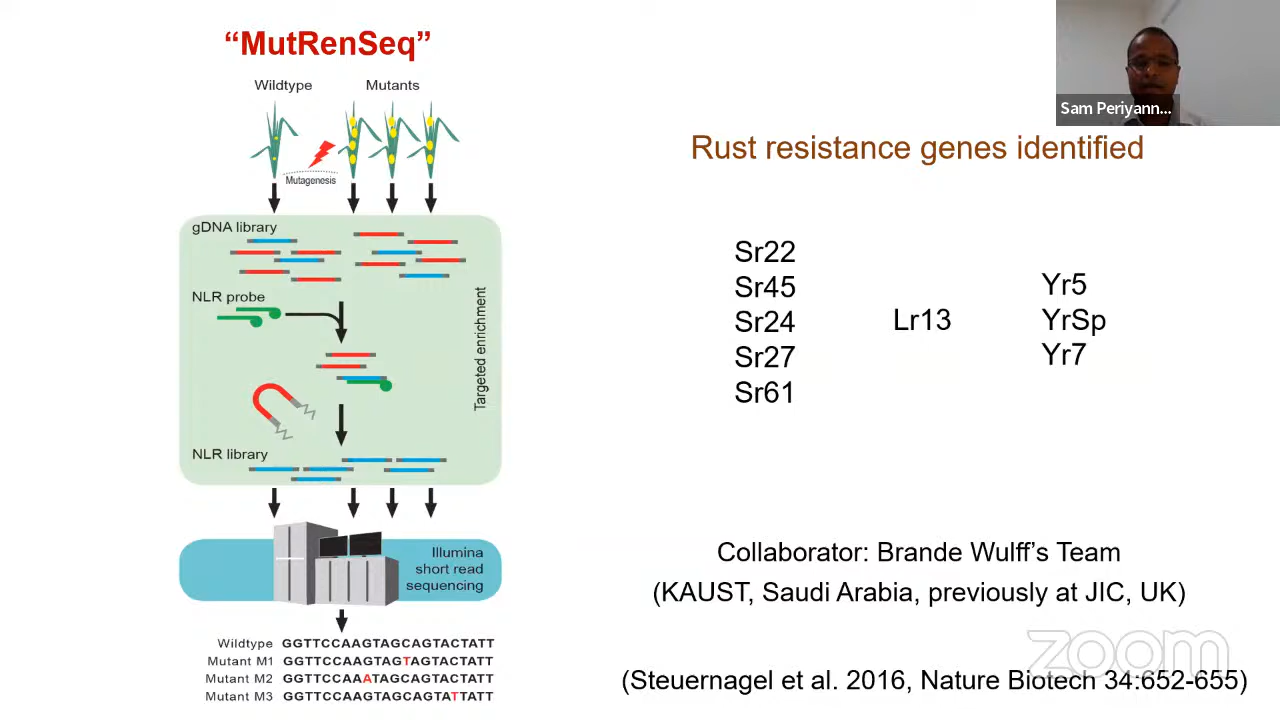 “MutRenSeq”
Wildtype
Mutants
Mutagenesis
gDNA library
NLR probe
Targeted enrichment
NLR library
Illumina
short read
sequencing
Wildtype GGTTCCAAGTAGCAGTACTATT
Mutant M1 GGTTCCAAGTAGTAGTACTATT
Mutant M2 GGTTCCAAATAGCAGTACTATT
Mutant M3 GGTTCCAAGTAGCAGTATTATT
Sam Periyann...
Rust resistance genes identified
Sr22
Sr45
Sr24
Sr27
Sr61
Lr13
Yr5
YrSp
Yr7
Collaborator: Brande Wulff’s Team
(KAUST, Saudi Arabia, previously at JIC, UK)
zoom
(Steuernagel et al. 2016, Nature Biotech 34:652-655)